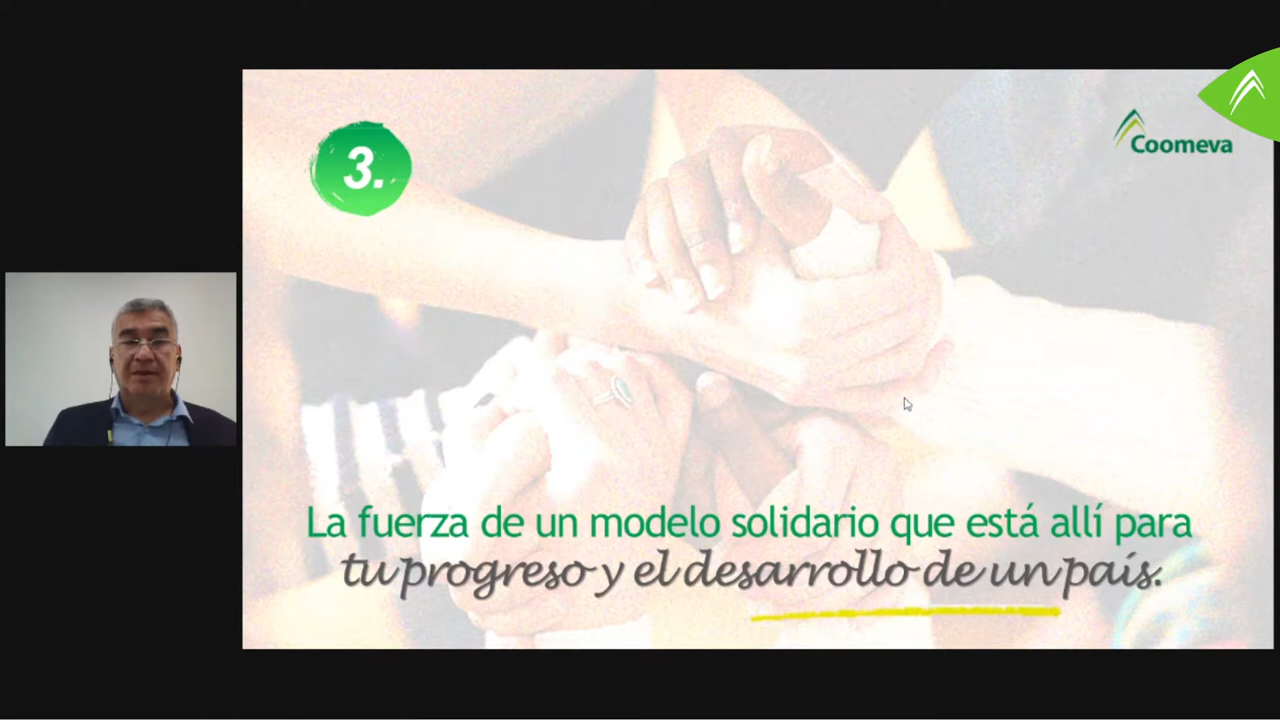 3.
Coomeva
La fuerza de un modelo solidario que está allí para
tu progreso y el desarrollo de un país.